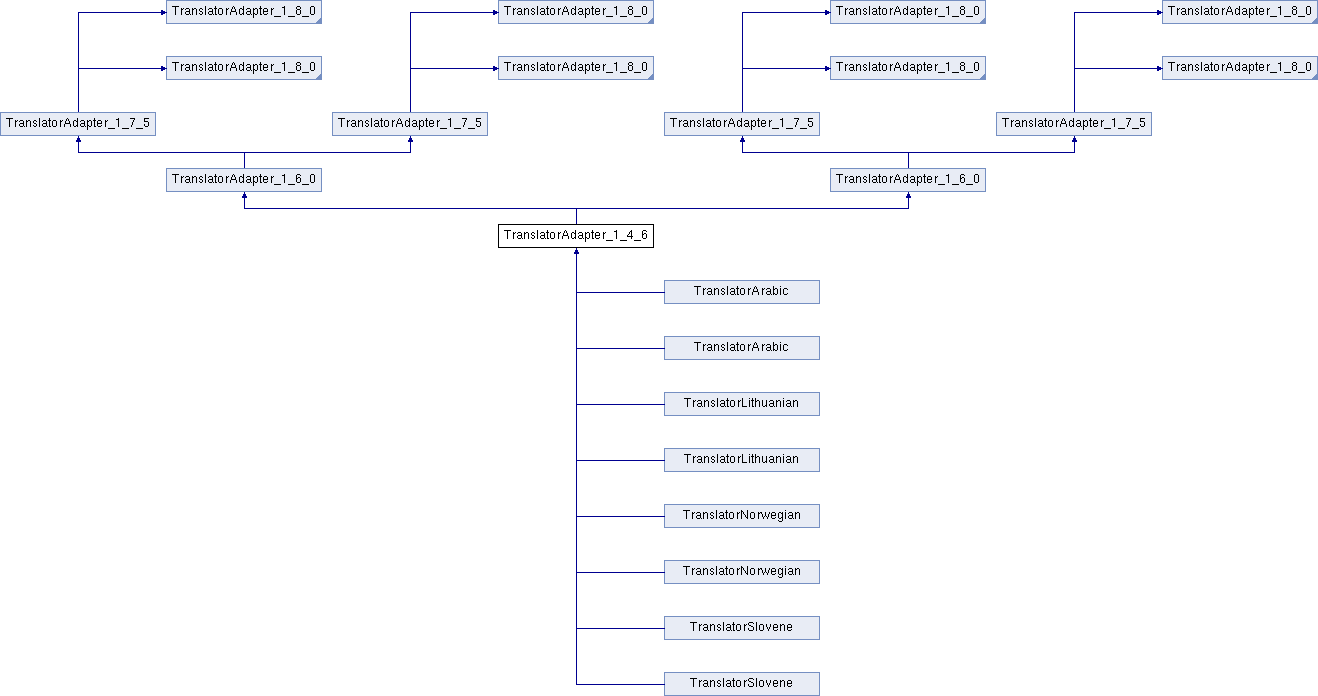 TranslatorAdapter_1_8_0 TranslatorAdapter_1_8_0 TranslatorAdapter_1_8_0 TranslatorAdapter_1_8_0
TranslatorAdapter_1_8_0 TranslatorAdapter_1_8_0 TranslatorAdapter_1_8_0 TranslatorAdapter_1_8_0
TranslatorAdapter_1_7_5 TranslatorAdapter_1_7_5 TranslatorAdapter_1_7_5 TranslatorAdapter_1_7_5
TranslatorAdapter_1_6_0 TranslatorAdapter_1_6_0
TranslatorAdapter_1_4_6
TranslatorArabic
TranslatorArabic
TranslatorLithuanian
TranslatorLithuanian
TranslatorNorwegian
TranslatorNorwegian
TranslatorSlovene
TranslatorSlovene